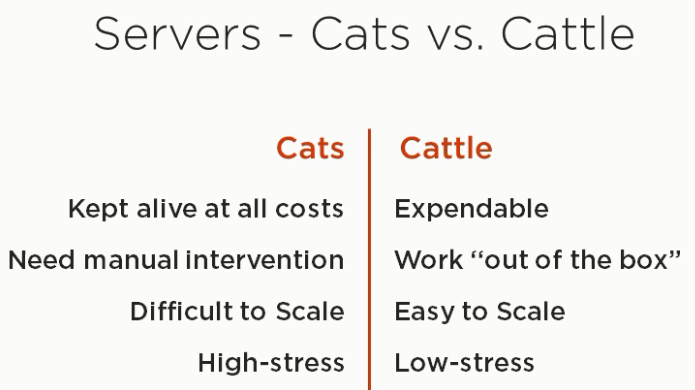 Servers - Cats vs. Cattle
Cats
Kept alive at all costs
Need manual intervention
Difficult to Scale
High-stress
Cattle
Expendable
Work “out of the box”
Easy to Scale
Low-stress